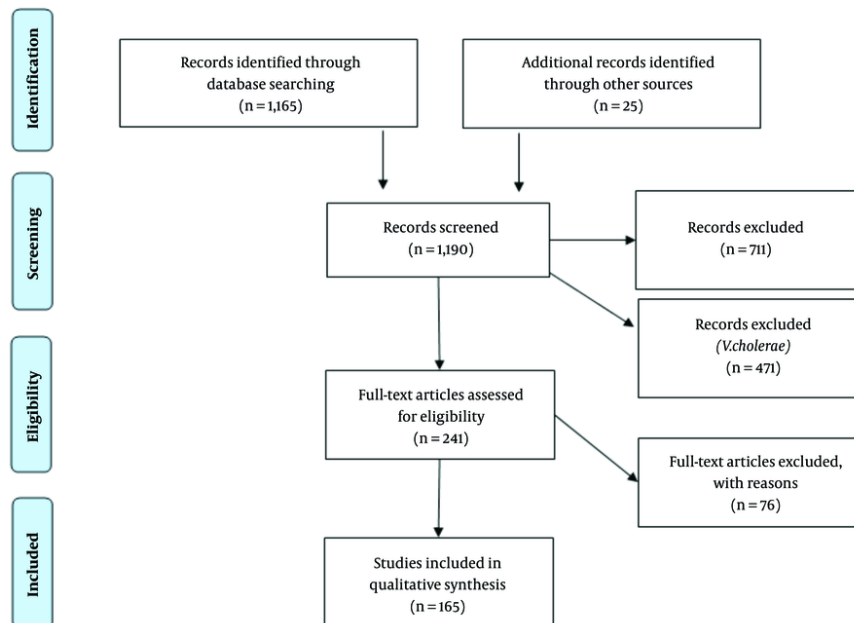 Identification
Records identified through
database searching
(n = 1,165)
Additional records identified
through other sources
(n = 25)
Screening
Records screened
(n = 1,190)
Records excluded
(n = 711)
Records excluded
(V.cholerae)
(n = 471)
Eligibility
Full-text articles assessed
for eligibility
(n = 241)
Full-text articles excluded,
with reasons
(n = 76)
Included
Studies included in
qualitative synthesis
(n = 165)